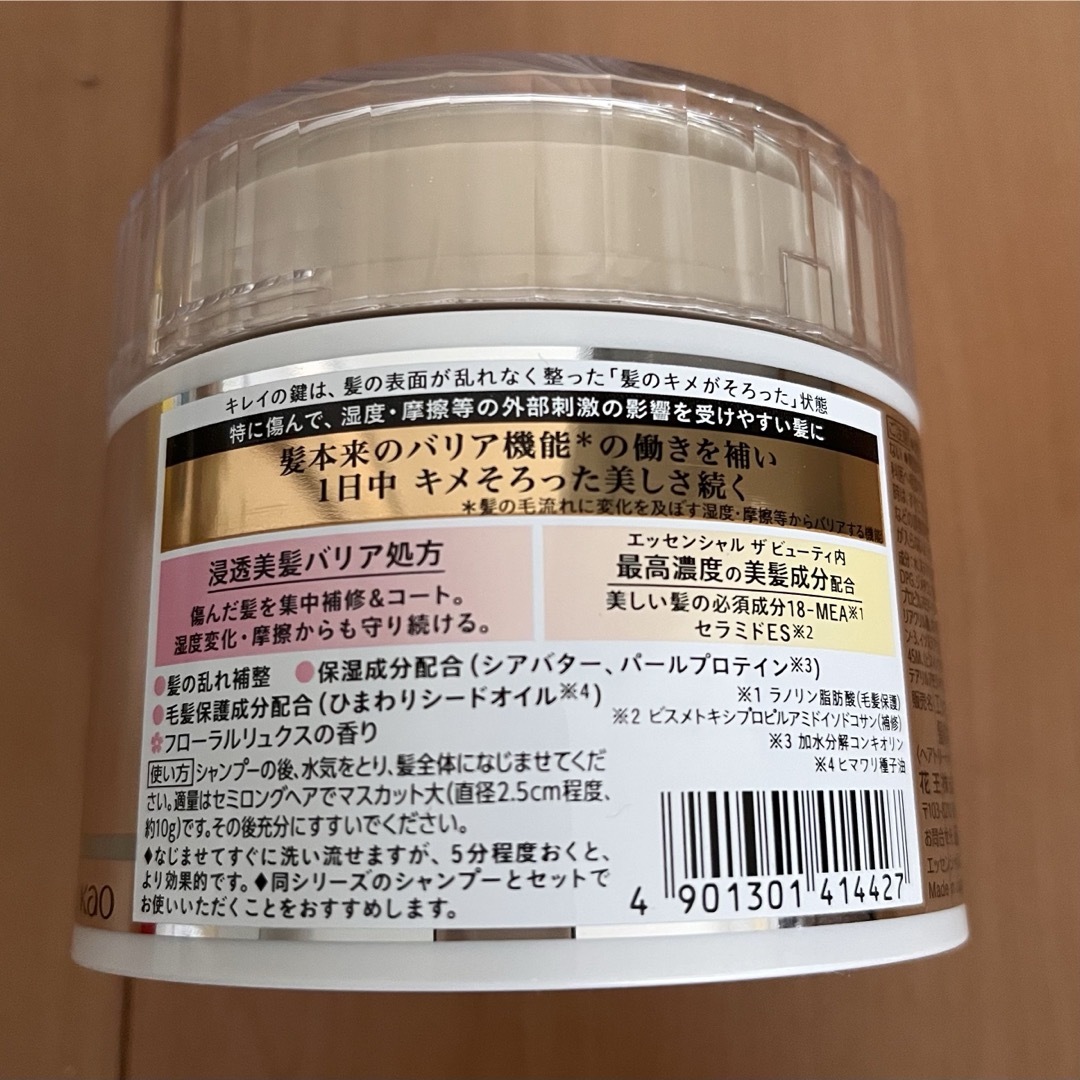 キレイの鍵は、髪の表面が乱れなく整った「髪のキメがそろった」状態
特に傷んで、湿度・摩擦等の外部刺激の影響を受けやすい髪に
髪本来のバリア機能*の働きを補い
1日中 キメそろった美しさ続く
*髪の毛流れに変化を及ぼす湿度・摩擦等からバリアする機能
浸透美髪バリア処方
傷んだ髪を集中補修&コート。
湿度変化・摩擦からも守り続ける。
エッセンシャル ザ ビューティ内
最高濃度の美髪成分配合
美しい髪の必須成分18-MEA※1
セラミドES※2
●髪の乱れ補整 ●保湿成分配合(シアバター、パールプロテイン※3)
●毛髪保護成分配合(ひまわりシードオイル※4)
フローラルリュクスの香り
※1 ラノリン脂肪酸(毛髪保護)
※2 ビスメトキシプロピルアミドイソドコサン(補修)
※3 加水分解コンキオリン
※4 ヒマワリ種子油
使い方 シャンプーの後、水気をとり、髪全体になじませてくだ
さい。適量はセミロングヘアでマスカット大(直径2.5cm程度、
約10g)です。その後充分にすすいでください。
♦なじませてすぐに洗い流せますが、5分程度おくと、
より効果的です。♦同シリーズのシャンプーとセットで
お使いいただくことをおすすめします。
4 901301 414427
Kao
花王株
Made in